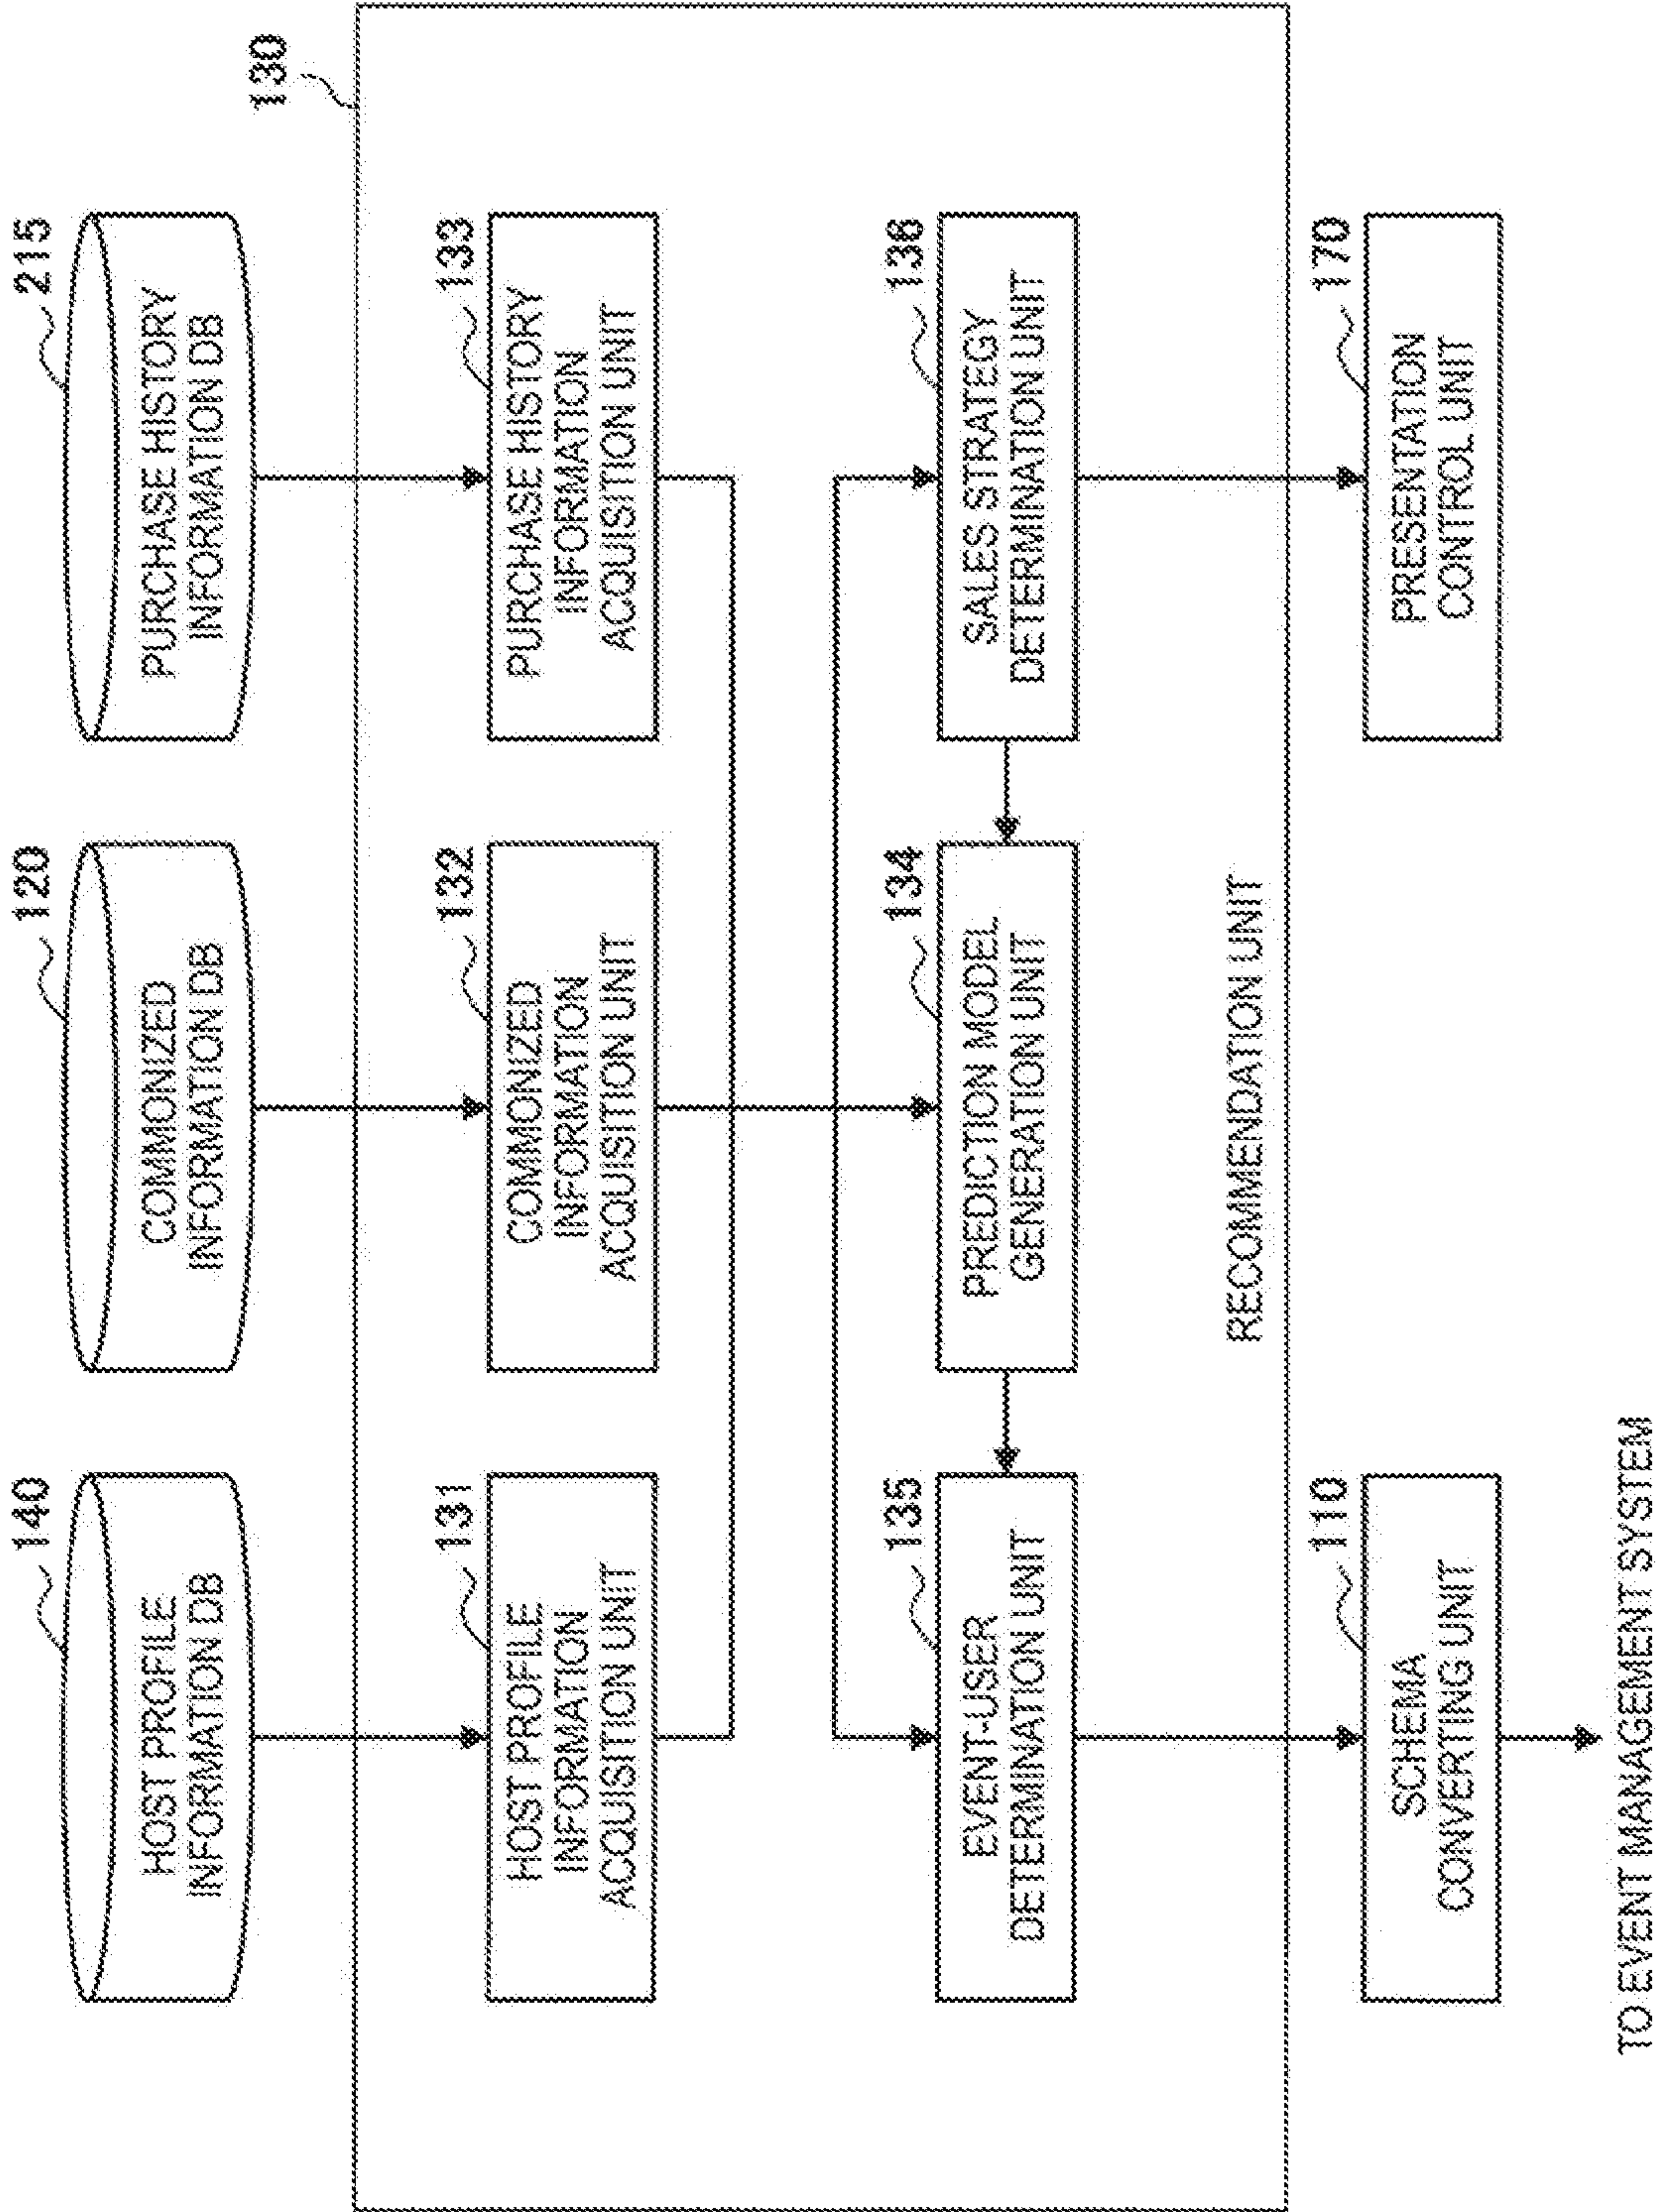 140
HOST PROFILE
INFORMATION DB
120
COMMONIZED
INFORMATION DB
215
PURCHASE HISTORY
INFORMATION DB
130
131
HOST PROFILE
INFORMATION
ACQUISITION UNIT
132
COMMONIZED
INFORMATION
ACQUISITION UNIT
133
PURCHASE HISTORY
INFORMATION
ACQUISITION UNIT
135
EVENT-USER
DETERMINATION UNIT
134
PREDICTION MODEL
GENERATION UNIT
136
SALES STRATEGY
DETERMINATION UNIT
RECOMMENDATION UNIT
110
SCHEMA
CONVERTING UNIT
170
PRESENTATION
CONTROL UNIT
TO EVENT MANAGEMENT SYSTEM